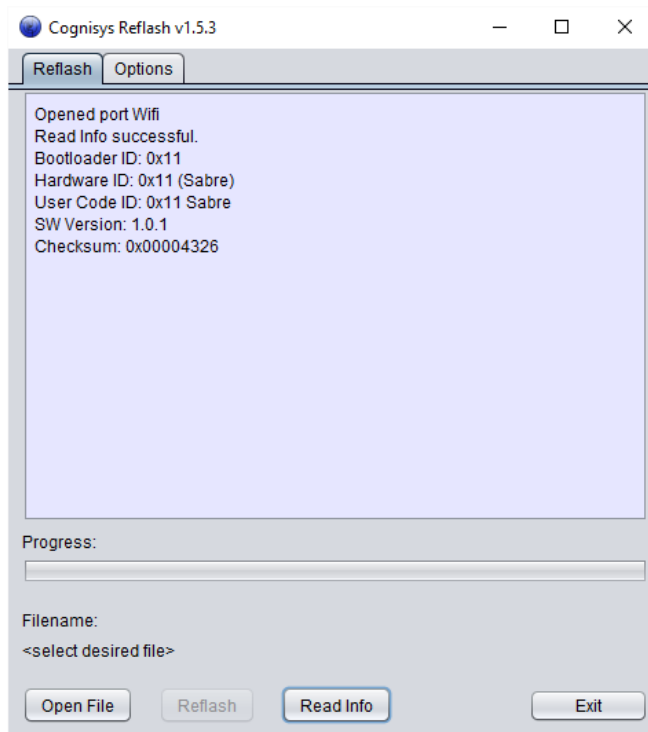 Cognisys Reflash v1.5.3
Reflash Options
Opened port Wifi
Read Info successful.
Bootloader ID: 0x11
Hardware ID: 0x11 (Sabre)
User Code ID: 0x11 Sabre
SW Version: 1.0.1
Checksum: 0x00004326
Progress:
Filename:
<select desired file>
Open File Reflash Read Info Exit